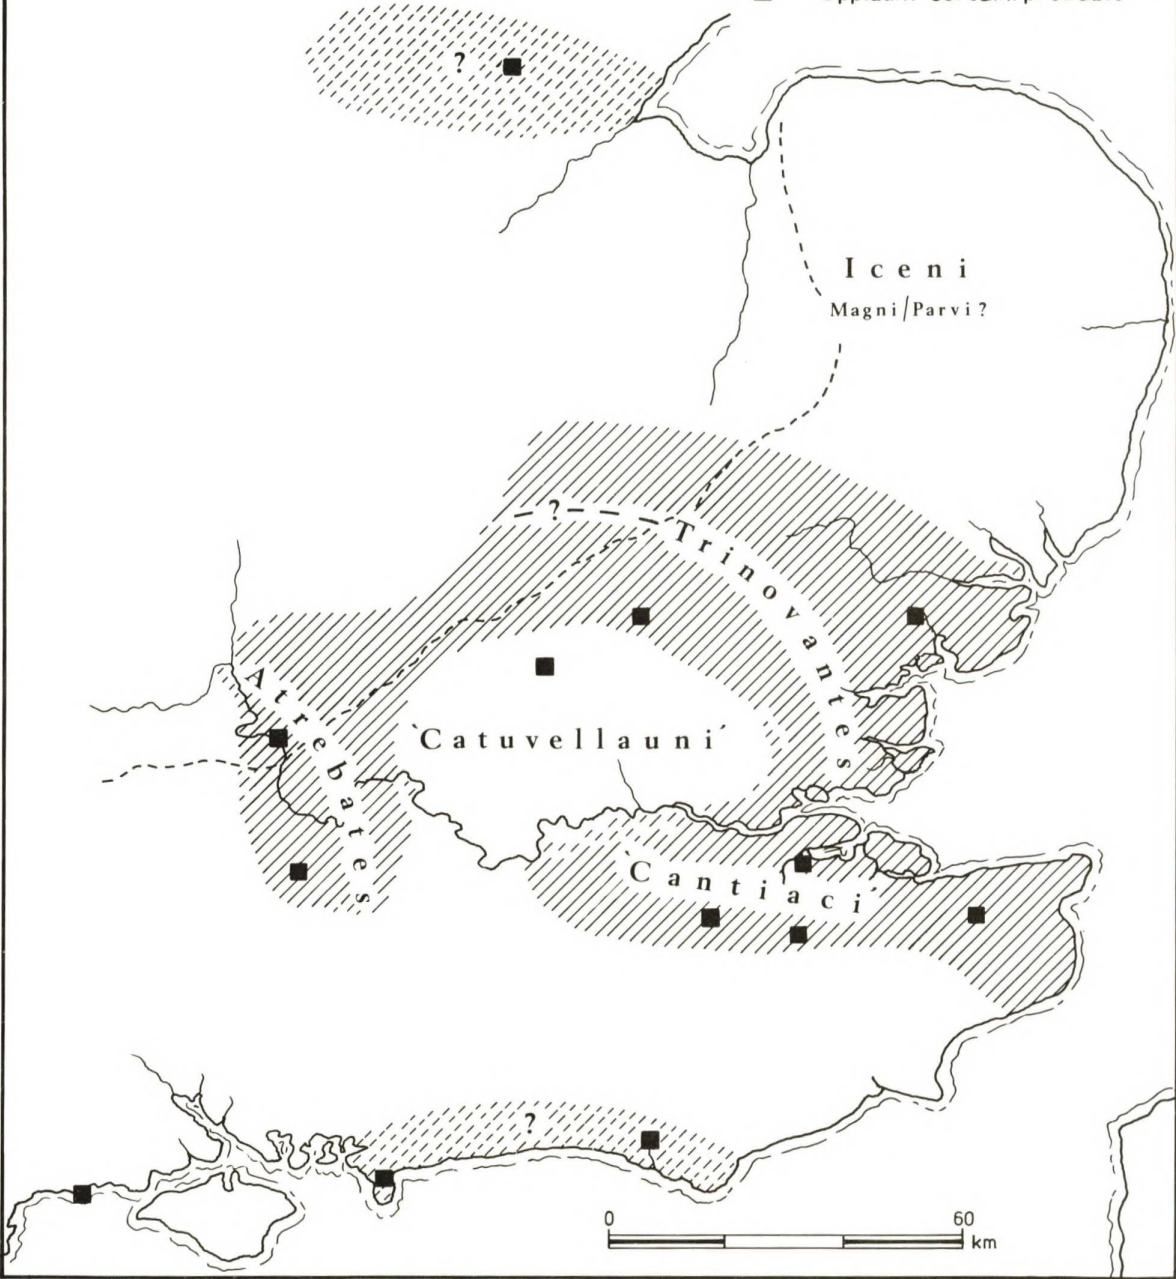 ?
Iceni
Magni/Parvi?
?
Trinovantes
Atrebates
'Catuvellauni'
'Cantiaci'
?
0 60
km